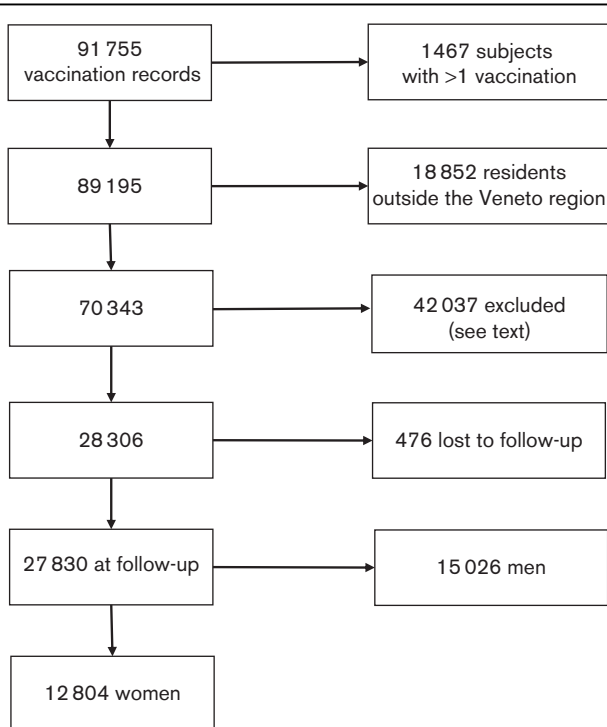 91 755
vaccination records
1467 subjects
with >1 vaccination
89 195
18 852 residents
outside the Veneto region
70 343
42 037 excluded
(see text)
28 306
476 lost to follow-up
27 830 at follow-up
15 026 men
12 804 women